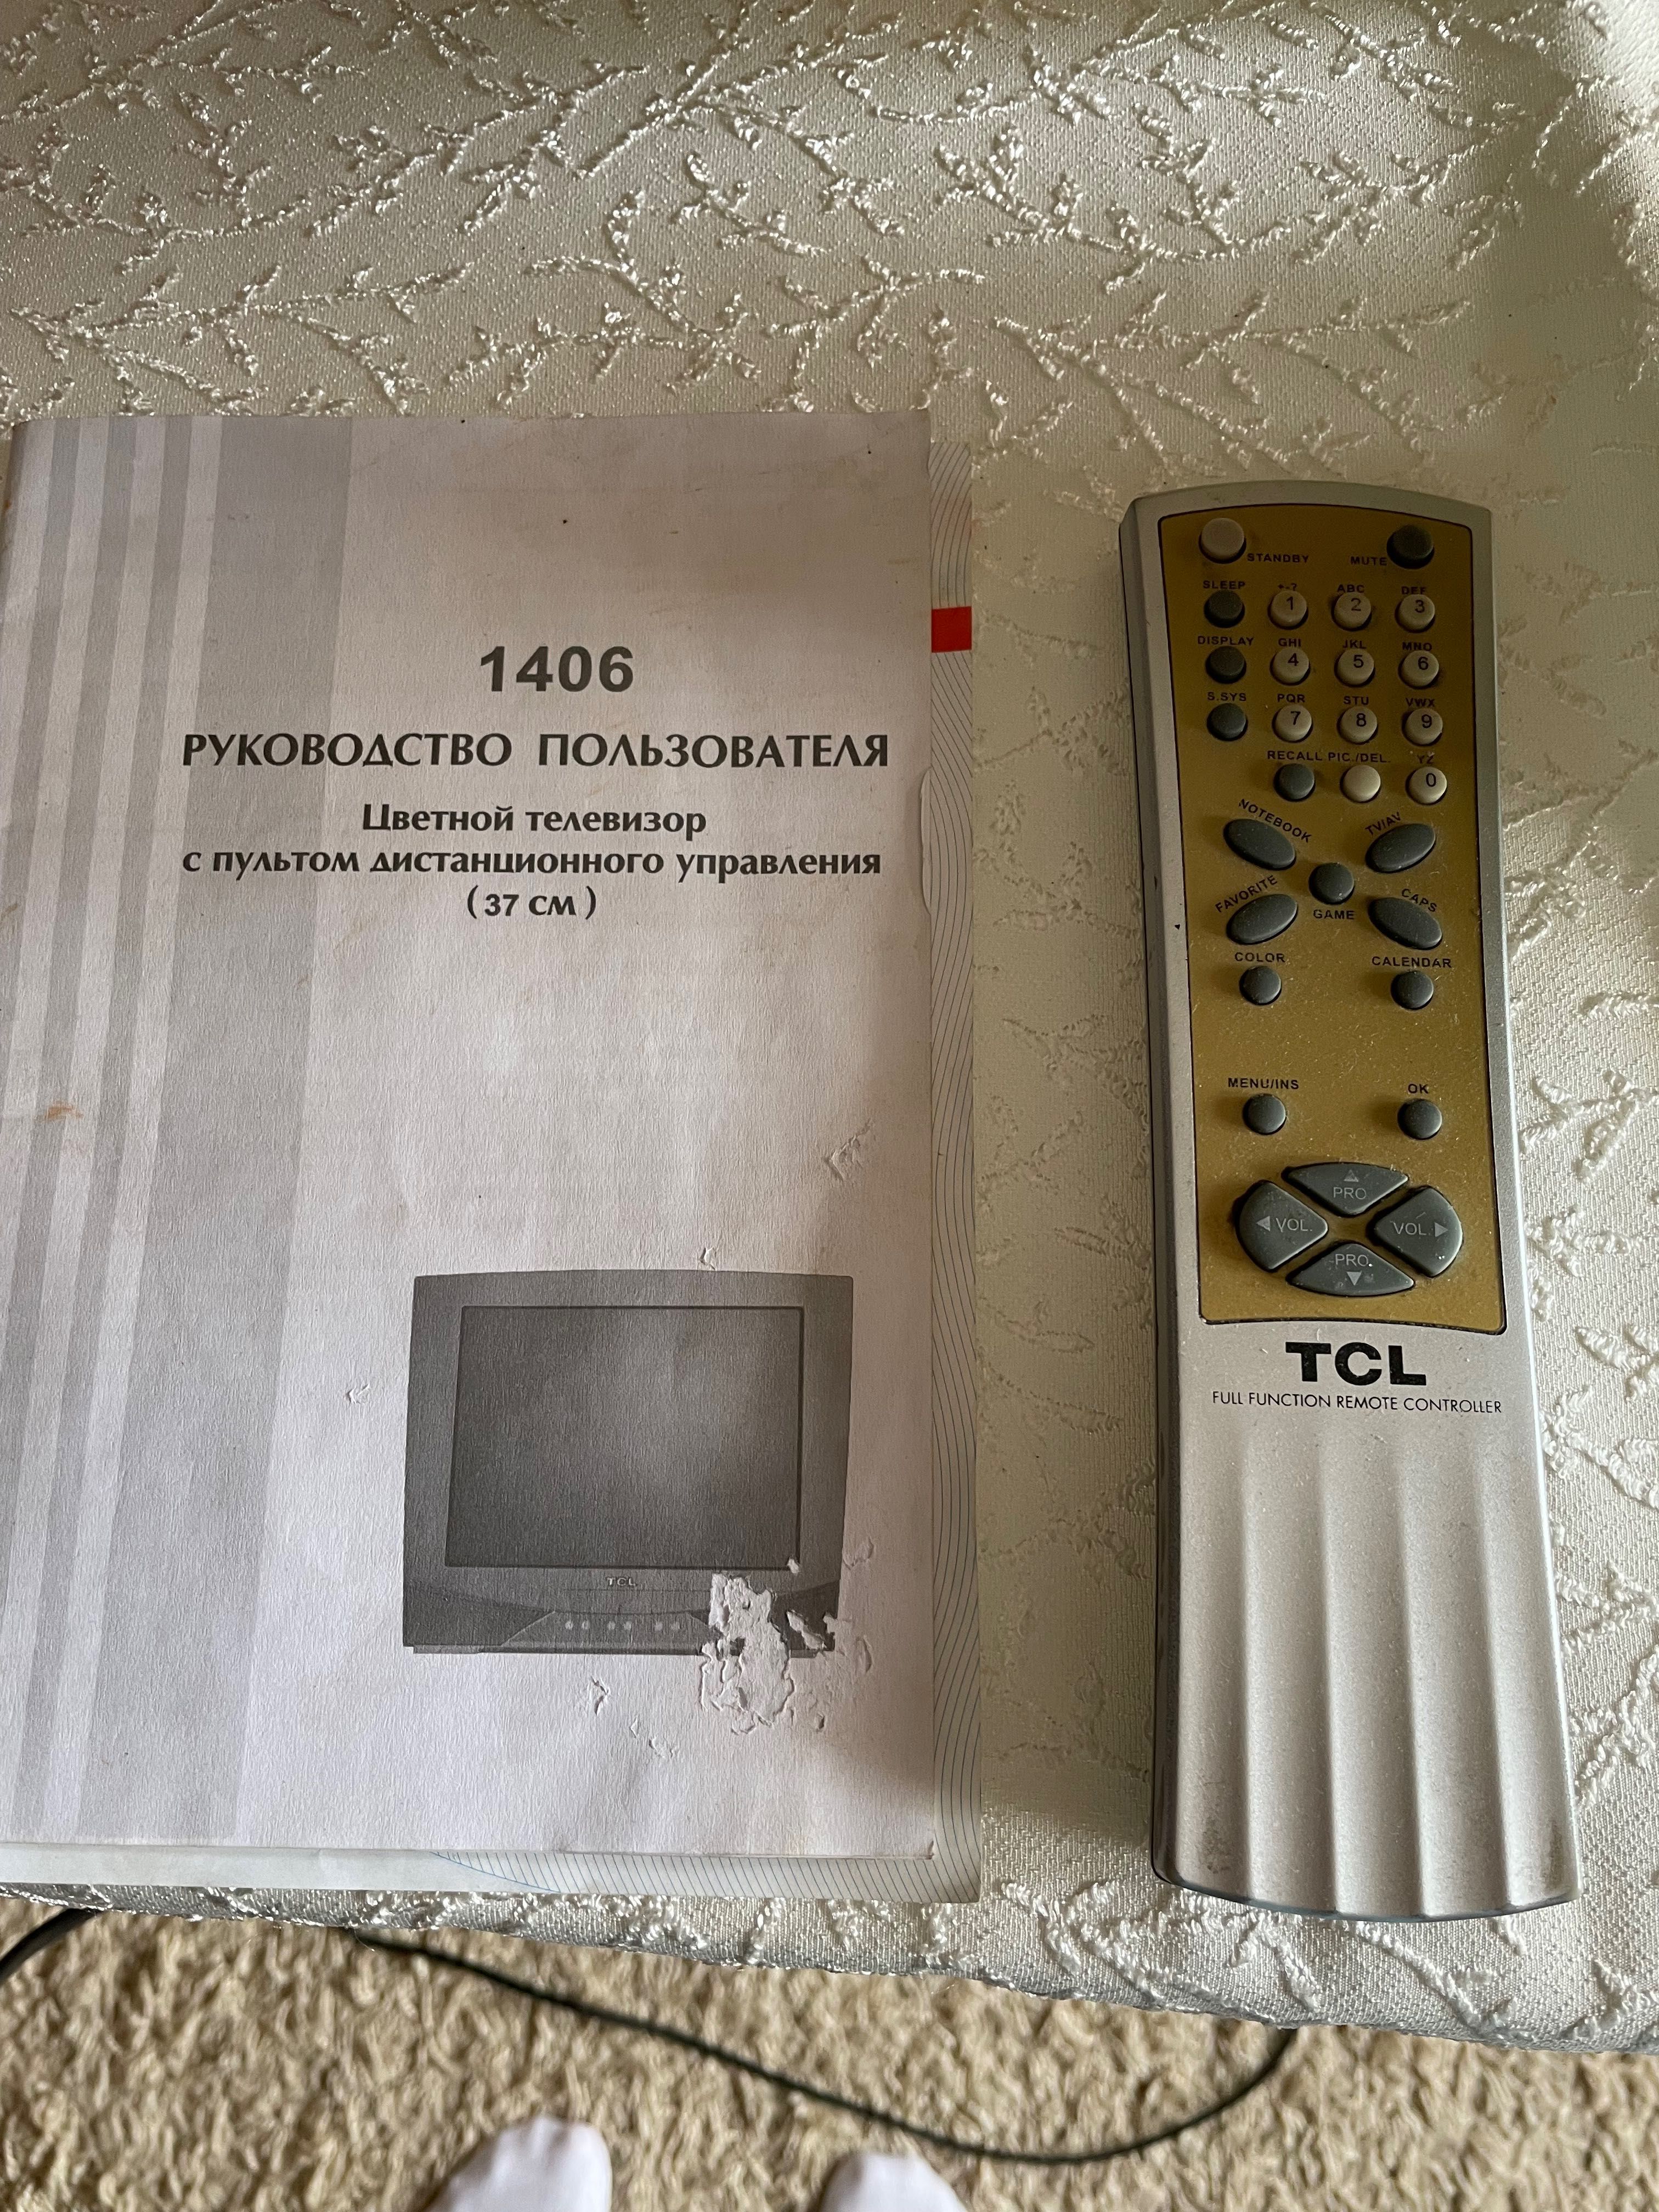 1406
РУКОВОДСТВО ПОЛЬЗОВАТЕЛЯ
Цветной телевизор
с пультом дистанционного управления
( 37 см )
TCL
STANDBY MUTE
SLEEP +-? ABC DEF
1 2 3
DISPLAY GHI JKL MNO
4 5 6
S.SYS PQR STU VWX
7 8 9
RECALL PIC./DEL. YZ
0
NOTEBOOK TV/AV
FAVORITE GAME CAPS
COLOR CALENDAR
MENU/INS OK
▲
PRO
◀ VOL. VOL. ▶
PRO.
▼
TCL
FULL FUNCTION REMOTE CONTROLLER